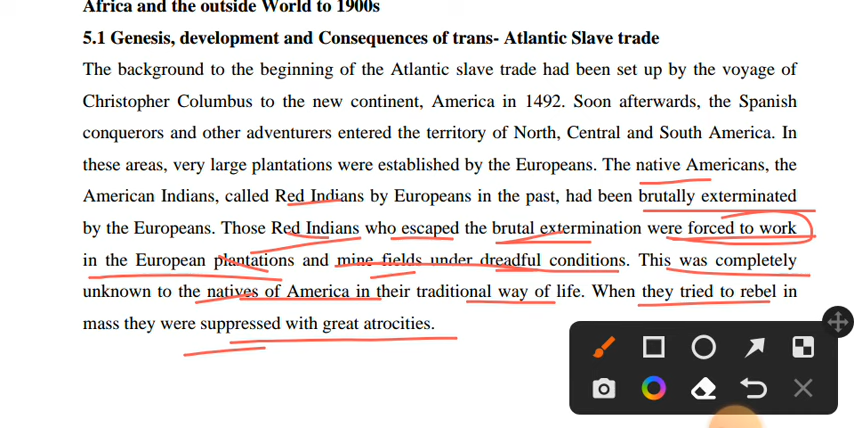 Africa and the outside World to 1900s
5.1 Genesis, development and Consequences of trans- Atlantic Slave trade
The background to the beginning of the Atlantic slave trade had been set up by the voyage of
Christopher Columbus to the new continent, America in 1492. Soon afterwards, the Spanish
conquerors and other adventurers entered the territory of North, Central and South America. In
these areas, very large plantations were established by the Europeans. The native Americans, the
American Indians, called Red Indians by Europeans in the past, had been brutally exterminated
by the Europeans. Those Red Indians who escaped the brutal extermination were forced to work
in the European plantations and mine fields under dreadful conditions. This was completely
unknown to the natives of America in their traditional way of life. When they tried to rebel in
mass they were suppressed with great atrocities.